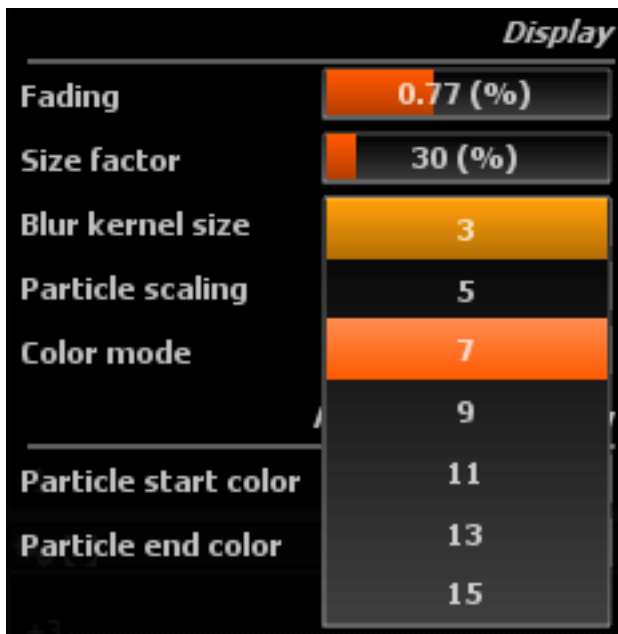 Display
Fading 0.77 (%)
Size factor 30 (%)
Blur kernel size 3
Particle scaling 5
Color mode 7
9
Particle start color 11
Particle end color 13
15